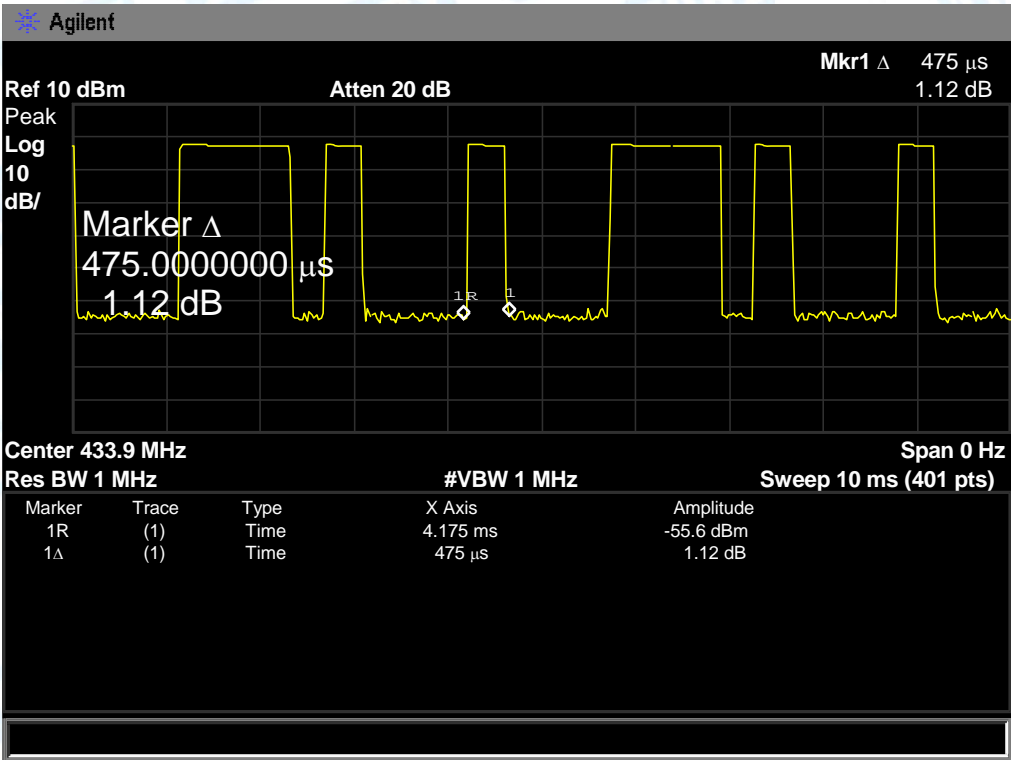 Agilent
Mkr1 Δ 475 μs
Ref 10 dBm Atten 20 dB 1.12 dB
Peak
Log
10
dB/
Marker Δ
475.0000000 μs
1.12 dB
1R 1
Center 433.9 MHz Span 0 Hz
Res BW 1 MHz #VBW 1 MHz Sweep 10 ms (401 pts)
Marker Trace Type X Axis Amplitude
1R (1) Time 4.175 ms -55.6 dBm
1Δ (1) Time 475 μs 1.12 dB